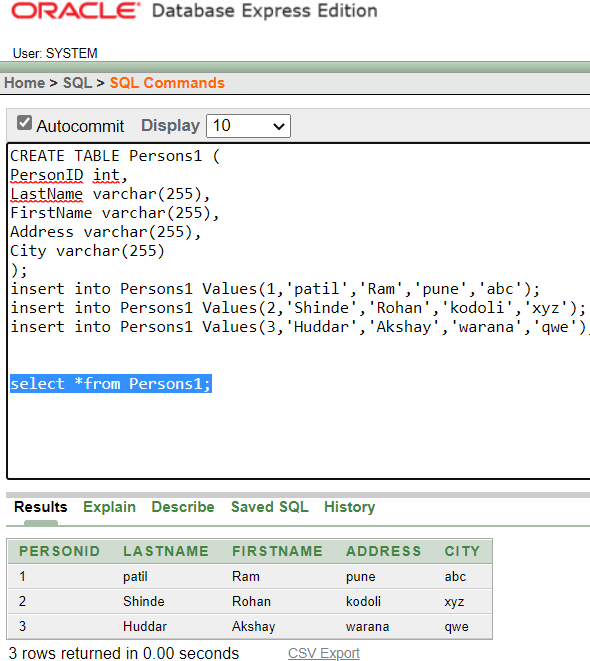 ORACLE Database Express Edition
User: SYSTEM
Home > SQL > SQL Commands
Autocommit Display 10
CREATE TABLE Persons1 (
PersonID int,
LastName varchar(255),
FirstName varchar(255),
Address varchar(255),
City varchar(255)
);
insert into Persons1 Values(1,'patil','Ram','pune','abc');
insert into Persons1 Values(2,'Shinde','Rohan','kodoli','xyz');
insert into Persons1 Values(3,'Huddar','Akshay','warana','qwe');
select *from Persons1;
Results Explain Describe Saved SQL History
PERSONID LASTNAME FIRSTNAME ADDRESS CITY
1 patil Ram pune abc
2 Shinde Rohan kodoli xyz
3 Huddar Akshay warana qwe
3 rows returned in 0.00 seconds CSV Export